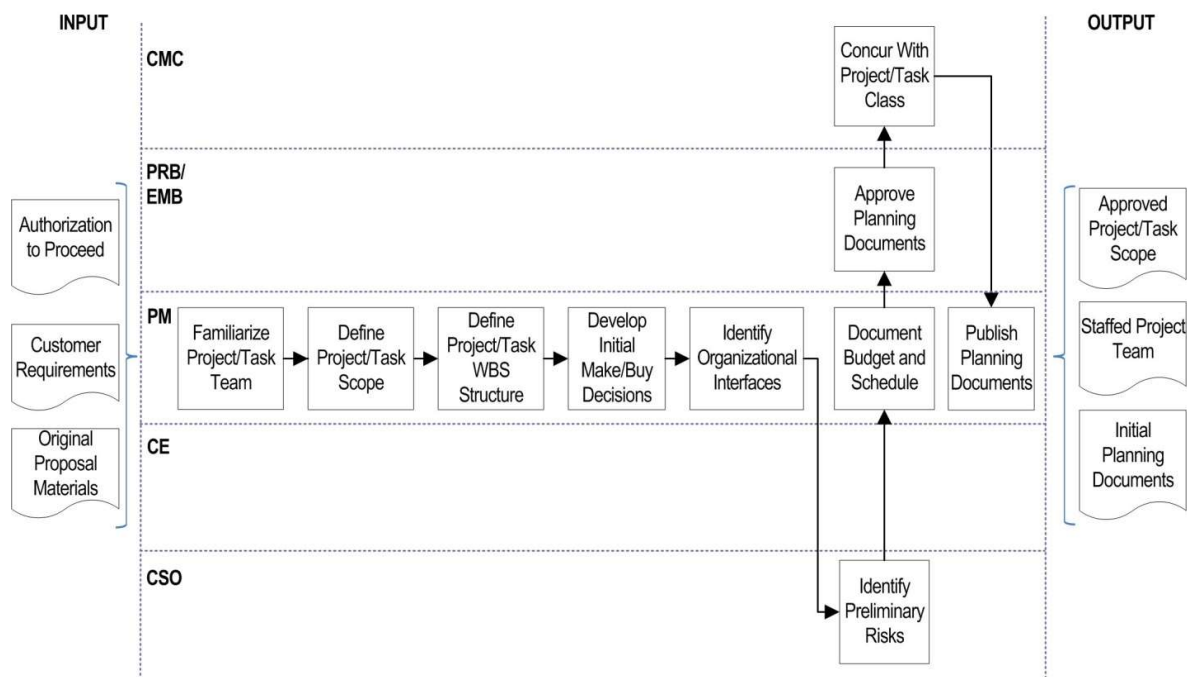 INPUT
Authorization
to Proceed
Customer
Requirements
Original
Proposal
Materials
CMC
Concur With
Project/Task
Class
PRB/
EMB
Approve
Planning
Documents
PM
Familiarize
Project/Task
Team
Define
Project/Task
Scope
Define
Project/Task
WBS
Structure
Develop
Initial
Make/Buy
Decisions
Identify
Organizational
Interfaces
Document
Budget and
Schedule
Publish
Planning
Documents
CE
CSO
Identify
Preliminary
Risks
OUTPUT
Approved
Project/Task
Scope
Staffed Project
Team
Initial
Planning
Documents